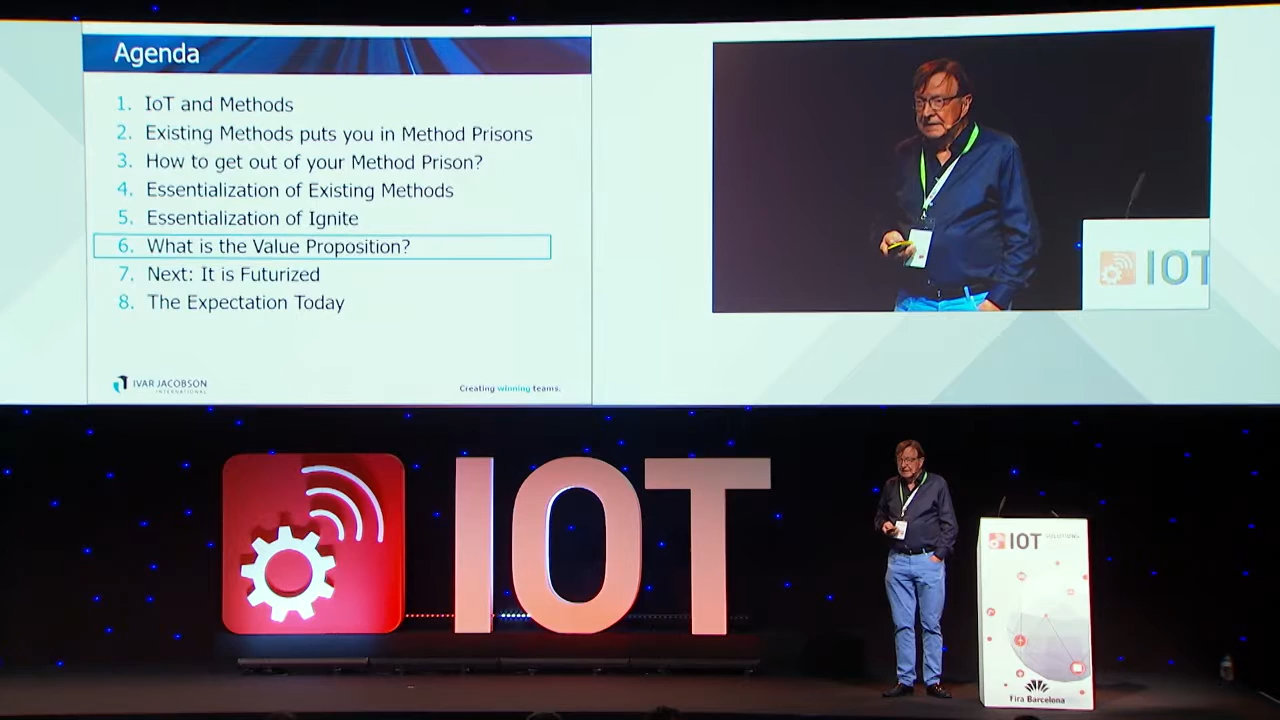 Agenda
1. IoT and Methods
2. Existing Methods puts you in Method Prisons
3. How to get out of your Method Prison?
4. Essentialization of Existing Methods
5. Essentialization of Ignite
6. What is the Value Proposition?
7. Next: It is Futurized
8. The Expectation Today
IVAR JACOBSON
INTERNATIONAL
Creating winning teams.
IOT
IOT
IOT SOLUTIONS
Fira Barcelona